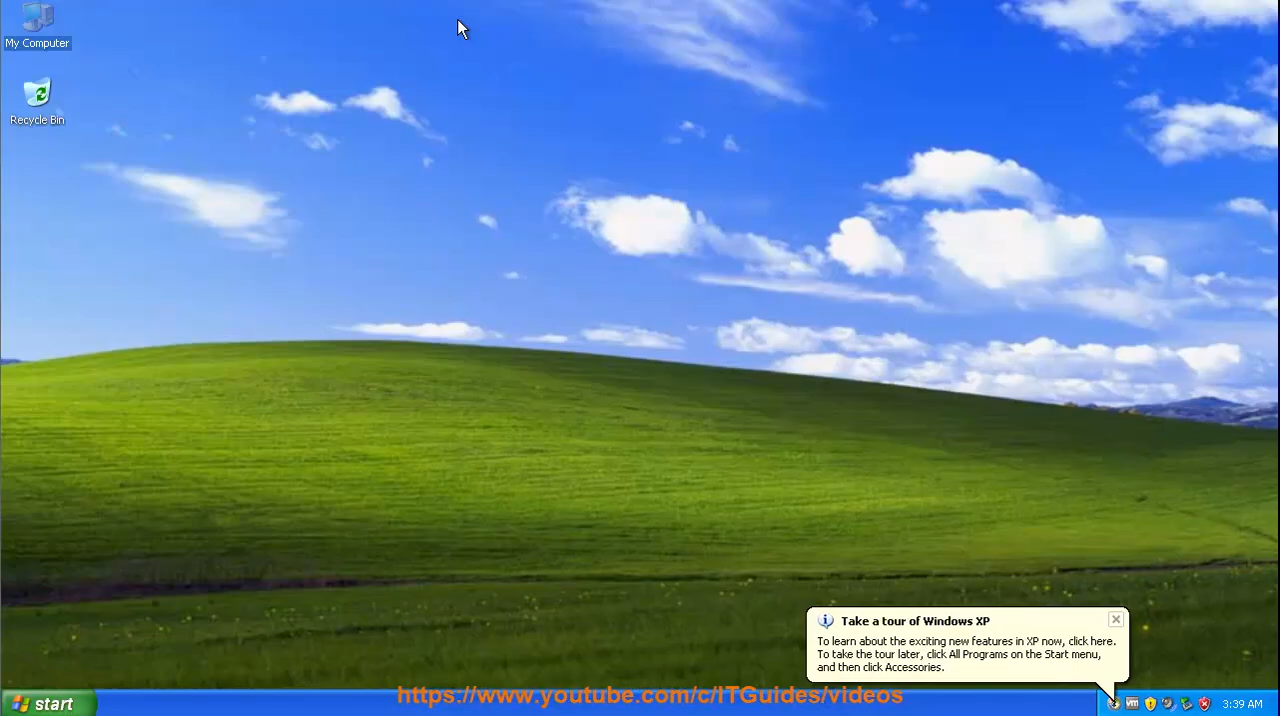 My Computer
Recycle Bin
Take a tour of Windows XP
To learn about the exciting new features in XP now, click here.
To take the tour later, click All Programs on the Start menu,
and then click Accessories.
start
https://www.youtube.com/c/ITGuides/videos
vm
3:39 AM